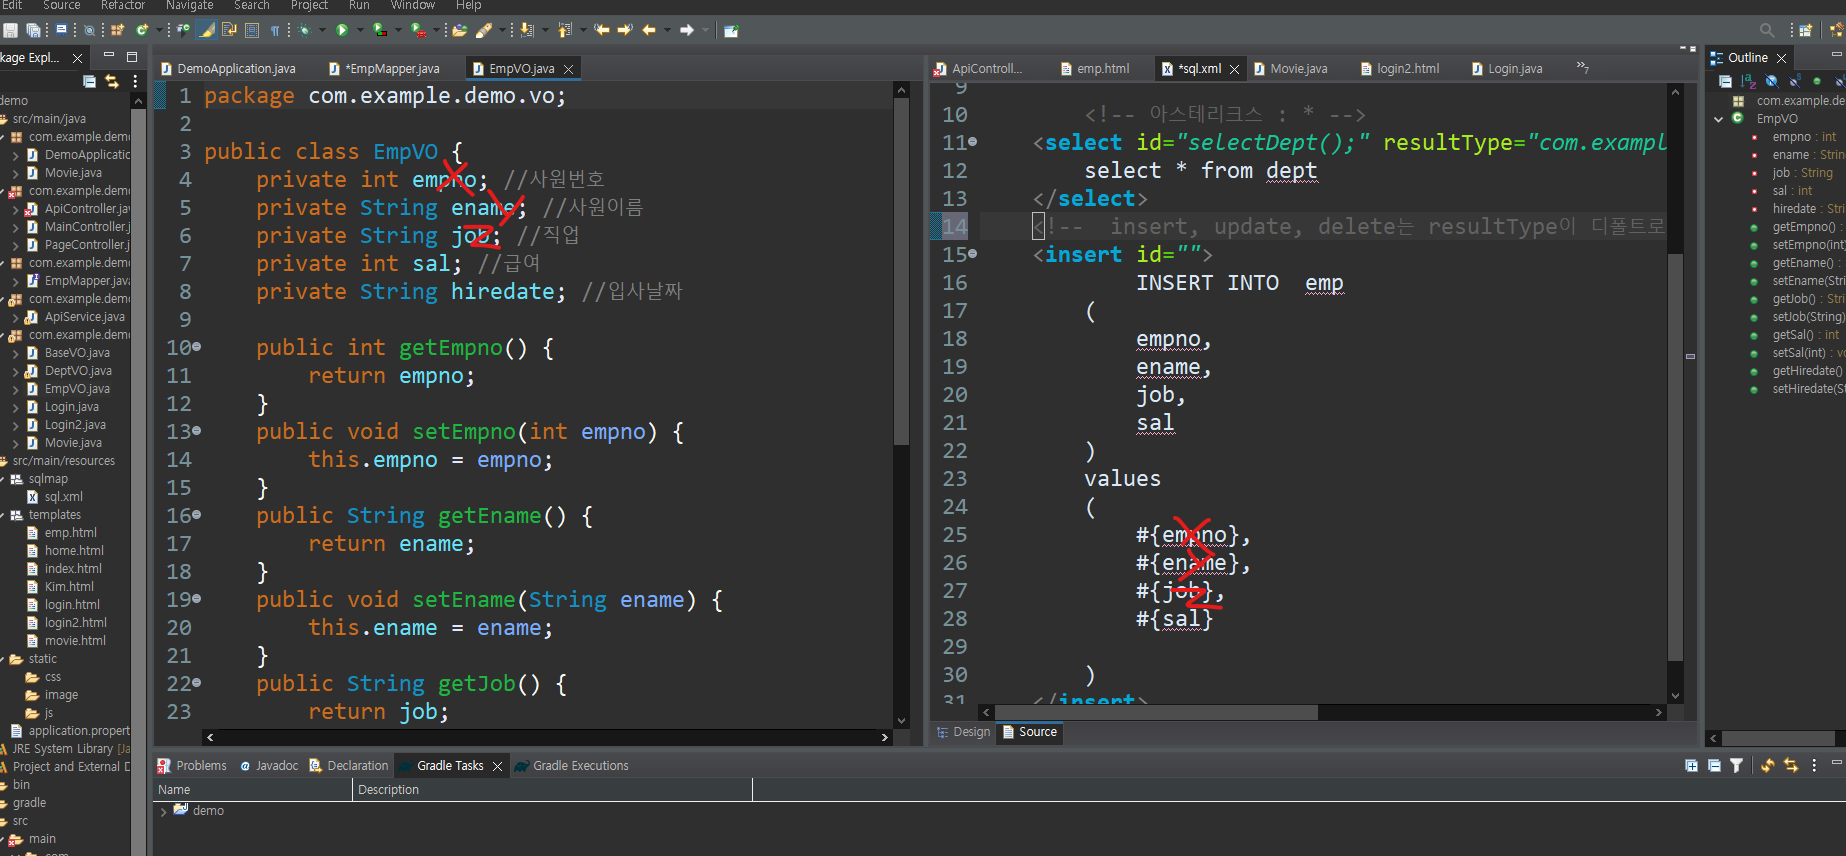 Edit Source Refactor Navigate Search Project Run Window Help
kage Expl...
demo
src/main/java
com.example.demo
DemoApplicatic
Movie.java
com.example.demo
ApiController.jav
MainController.j
PageController.j
com.example.demo
EmpMapper.java
com.example.demo
ApiService.java
com.example.demo
BaseVO.java
DeptVO.java
EmpVO.java
Login.java
Login2.java
Movie.java
src/main/resources
sqlmap
sql.xml
templates
emp.html
home.html
index.html
Kim.html
login.html
login2.html
movie.html
static
css
image
js
application.propert
JRE System Library [Ja
Project and External D
bin
gradle
src
main
DemoApplication.java *EmpMapper.java EmpVO.java
1 package com.example.demo.vo;
2
3 public class EmpVO {
4 private int empno; //사원번호
5 private String ename; //사원이름
6 private String job; //직업
7 private int sal; //급여
8 private String hiredate; //입사날짜
9
10 public int getEmpno() {
11 return empno;
12 }
13 public void setEmpno(int empno) {
14 this.empno = empno;
15 }
16 public String getEname() {
17 return ename;
18 }
19 public void setEname(String ename) {
20 this.ename = ename;
21 }
22 public String getJob() {
23 return job;
X
Y
Z
ApiControll... emp.html *sql.xml Movie.java login2.html Login.java »7
9
10 <!-- 아스테리크스 : * -->
11 <select id="selectDept();" resultType="com.exampl
12 select * from dept
13 </select>
14 <!-- insert, update, delete는 resultType이 디폴트로
15 <insert id="">
16 INSERT INTO emp
17 (
18 empno,
19 ename,
20 job,
21 sal
22 )
23 values
24 (
25 #{empno},
26 #{ename},
27 #{job},
28 #{sal}
29
30 )
31 </insert>
X
Y
Z
Design Source
Outline
com.example.de
EmpVO
empno : int
ename : String
job : String
sal : int
hiredate : String
getEmpno() :
setEmpno(int)
getEname() :
setEname(Stri
getJob() : Stri
setJob(String)
getSal() : int
setSal(int) : vo
getHiredate()
setHiredate(St
Problems Javadoc Declaration Gradle Tasks Gradle Executions
Name Description
demo